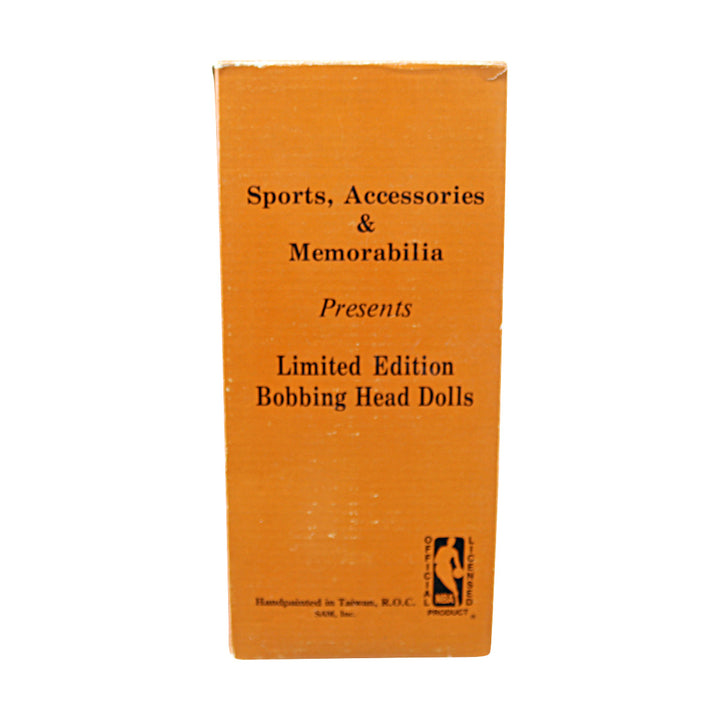 Sports, Accessories
&
Memorabilia
Presents
Limited Edition
Bobbing Head Dolls
Handpainted in Taiwan, R.O.C.
SAM, Inc.
OFFICIAL
NBA
LICENSED
PRODUCT
®